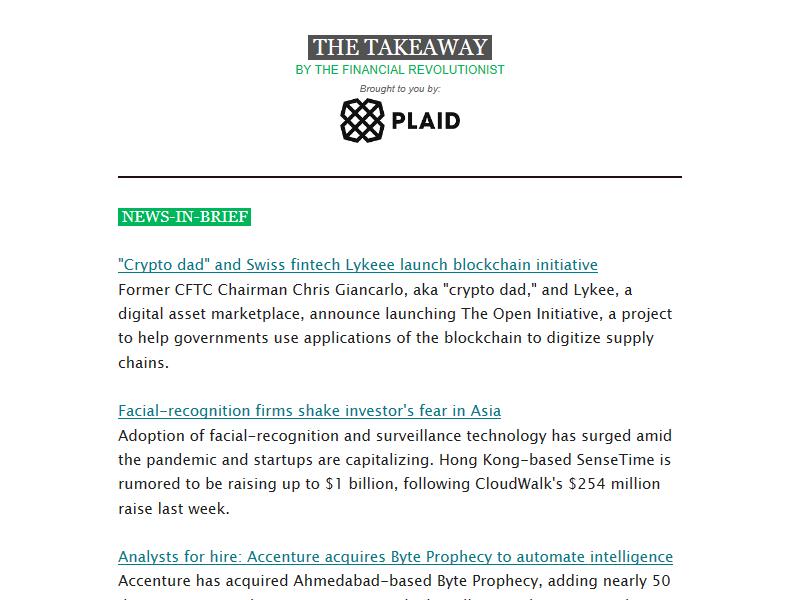 THE TAKEAWAY
BY THE FINANCIAL REVOLUTIONIST
Brought to you by:
PLAID
NEWS-IN-BRIEF
"Crypto dad" and Swiss fintech Lykeee launch blockchain initiative
Former CFTC Chairman Chris Giancarlo, aka "crypto dad," and Lykee, a
digital asset marketplace, announce launching The Open Initiative, a project
to help governments use applications of the blockchain to digitize supply
chains.
Facial-recognition firms shake investor's fear in Asia
Adoption of facial-recognition and surveillance technology has surged amid
the pandemic and startups are capitalizing. Hong Kong-based SenseTime is
rumored to be raising up to $1 billion, following CloudWalk's $254 million
raise last week.
Analysts for hire: Accenture acquires Byte Prophecy to automate intelligence
Accenture has acquired Ahmedabad-based Byte Prophecy, adding nearly 50